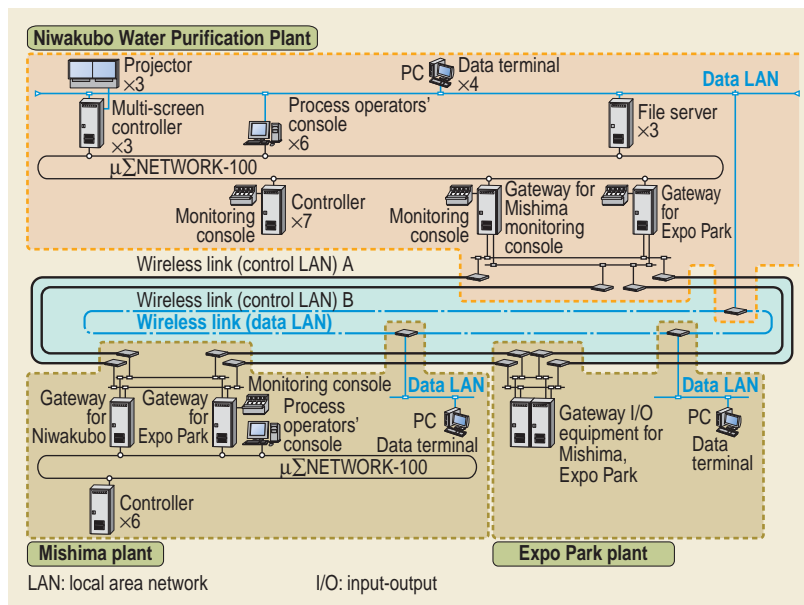 Niwakubo Water Purification Plant
Projector
×3
PC
Data terminal
×4
Data LAN
Multi-screen
controller
×3
Process operators'
console
×6
File server
×3
μΣNETWORK-100
Monitoring
console
Controller
×7
Monitoring
console
Gateway for
Mishima
monitoring
console
Gateway
for
Expo Park
Wireless link (control LAN) A
Wireless link (control LAN) B
Wireless link (data LAN)
Gateway
for
Niwakubo
Gateway
for
Expo Park
Monitoring console
Process
operators'
console
Data LAN
PC
Data terminal
Gateway I/O
equipment for
Mishima,
Expo Park
Data LAN
PC
Data
terminal
μΣNETWORK-100
Controller
×6
Mishima plant
Expo Park plant
LAN: local area network
I/O: input-output